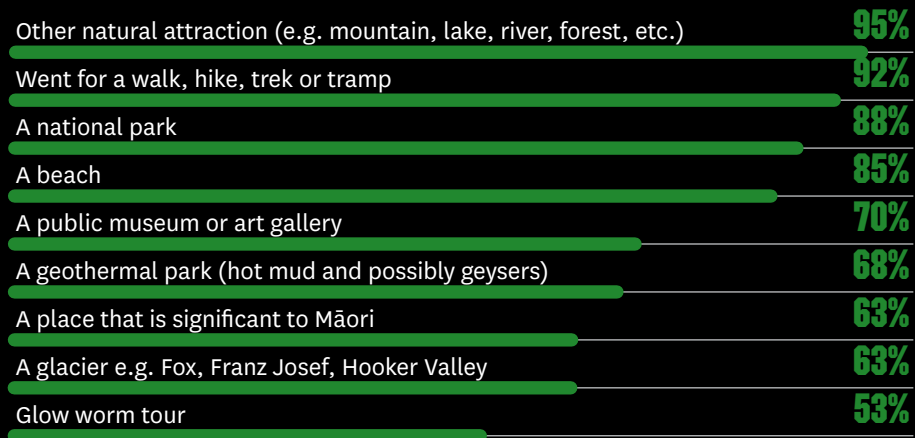 Other natural attraction (e.g. mountain, lake, river, forest, etc.) 95%
Went for a walk, hike, trek or tramp 92%
A national park 88%
A beach 85%
A public museum or art gallery 70%
A geothermal park (hot mud and possibly geysers) 68%
A place that is significant to Māori 63%
A glacier e.g. Fox, Franz Josef, Hooker Valley 63%
Glow worm tour 53%